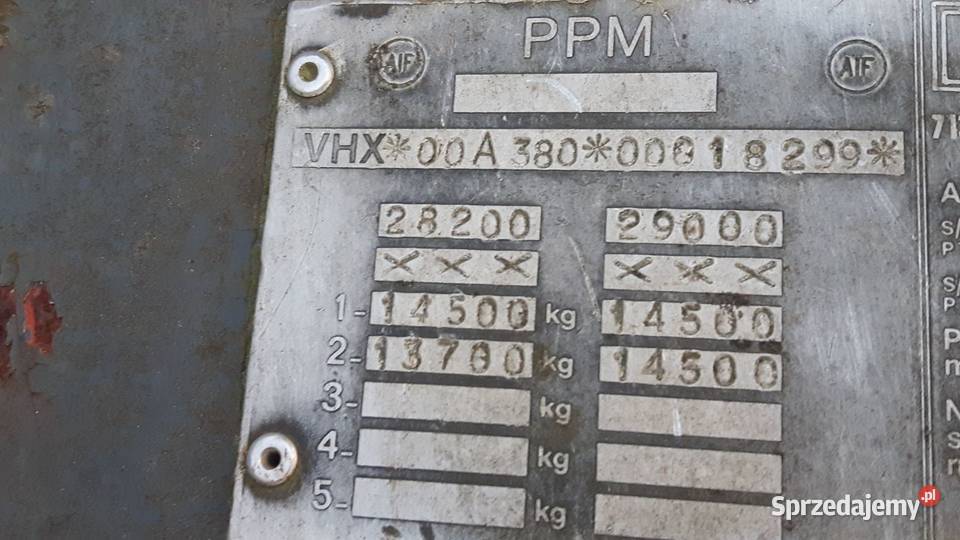 PPM
AIF AIF
VHX*00A380*00018299*
28200 29000
××× ×××
1- 14500 kg 14500
2- 13700 kg 14500
3- kg
4- kg
5- kg
71
A
S/
P
S/
P
P
m
N
s
r
Sprzedajemy.pl